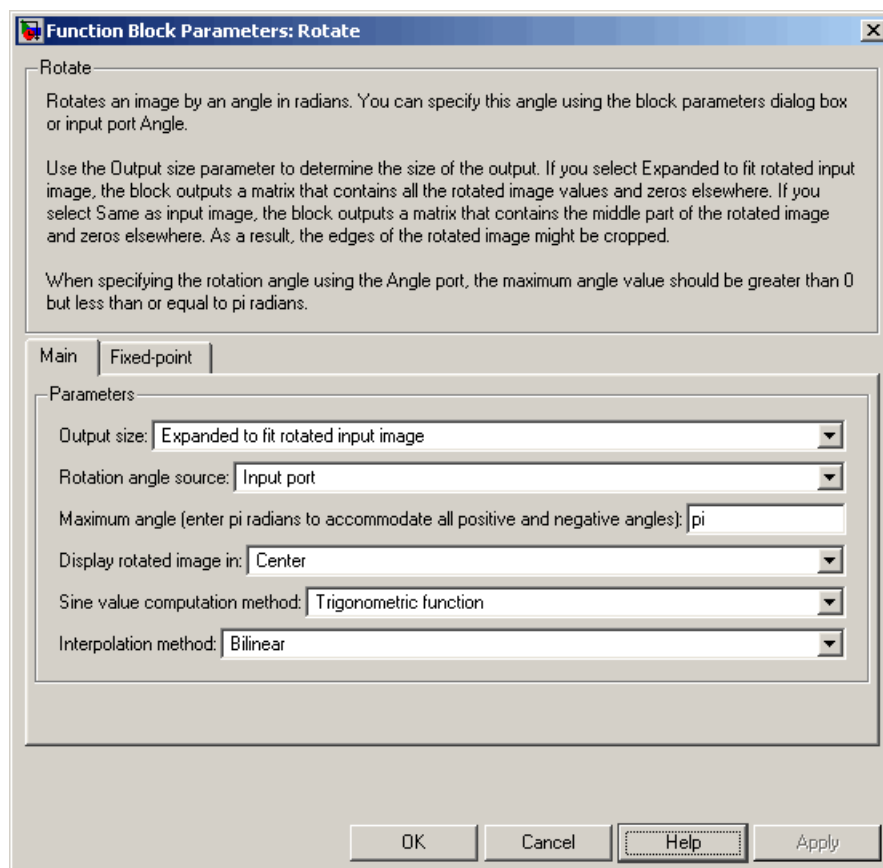 Function Block Parameters: Rotate
Rotate
Rotates an image by an angle in radians. You can specify this angle using the block parameters dialog box
or input port Angle.
Use the Output size parameter to determine the size of the output. If you select Expanded to fit rotated input
image, the block outputs a matrix that contains all the rotated image values and zeros elsewhere. If you
select Same as input image, the block outputs a matrix that contains the middle part of the rotated image
and zeros elsewhere. As a result, the edges of the rotated image might be cropped.
When specifying the rotation angle using the Angle port, the maximum angle value should be greater than 0
but less than or equal to pi radians.
Main Fixed-point
Parameters
Output size: Expanded to fit rotated input image
Rotation angle source: Input port
Maximum angle (enter pi radians to accommodate all positive and negative angles): pi
Display rotated image in: Center
Sine value computation method: Trigonometric function
Interpolation method: Bilinear
OK Cancel Help Apply